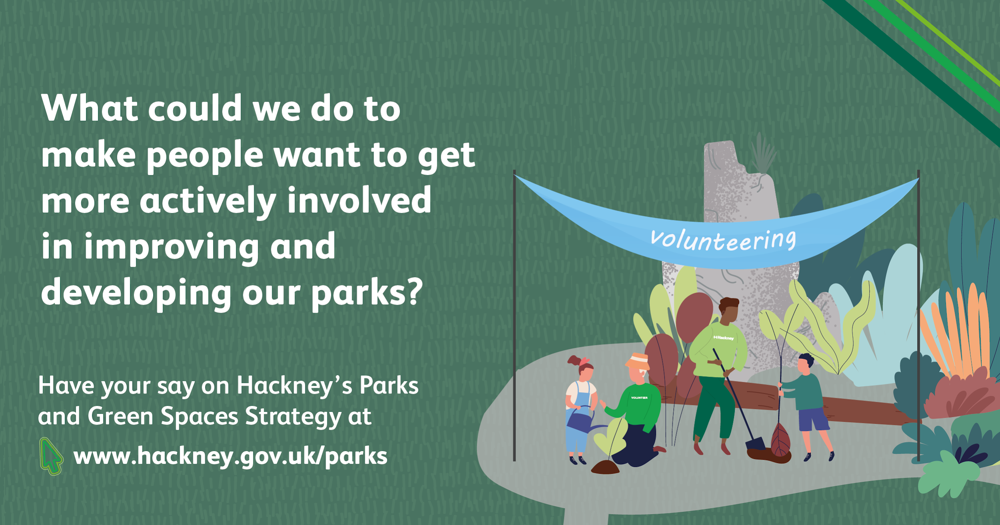 What could we do to
make people want to get
more actively involved
in improving and
developing our parks?
Have your say on Hackney’s Parks
and Green Spaces Strategy at
www.hackney.gov.uk/parks
volunteering
Hackney
VOLUNTEER